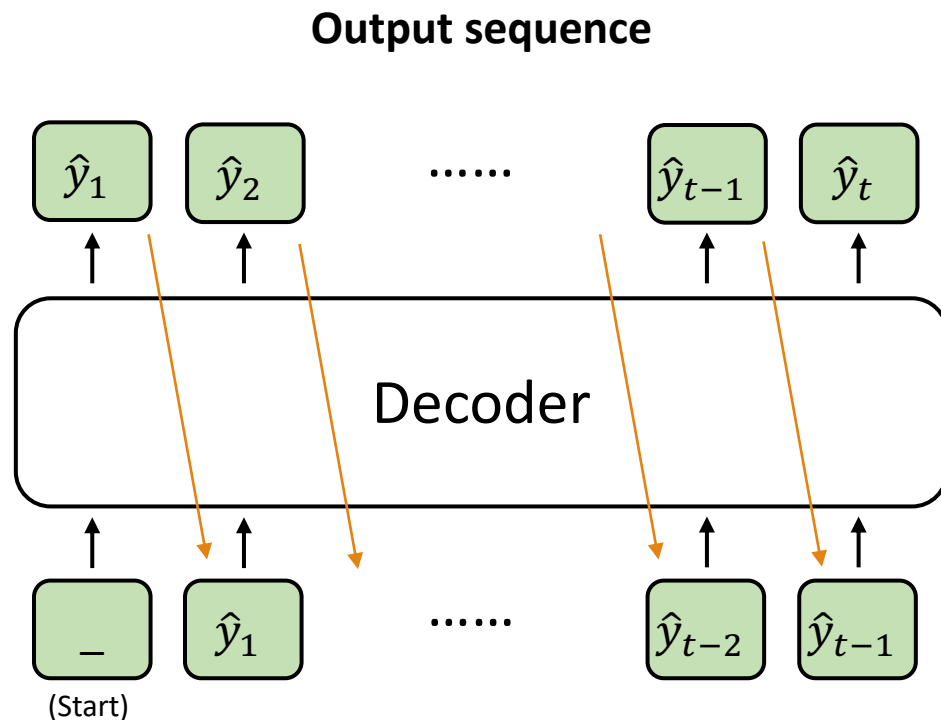 Output sequence
ŷ₁ ŷ₂ ...... ŷₜ₋₁ ŷₜ
Decoder
_ ŷ₁ ...... ŷₜ₋₂ ŷₜ₋₁
(Start)